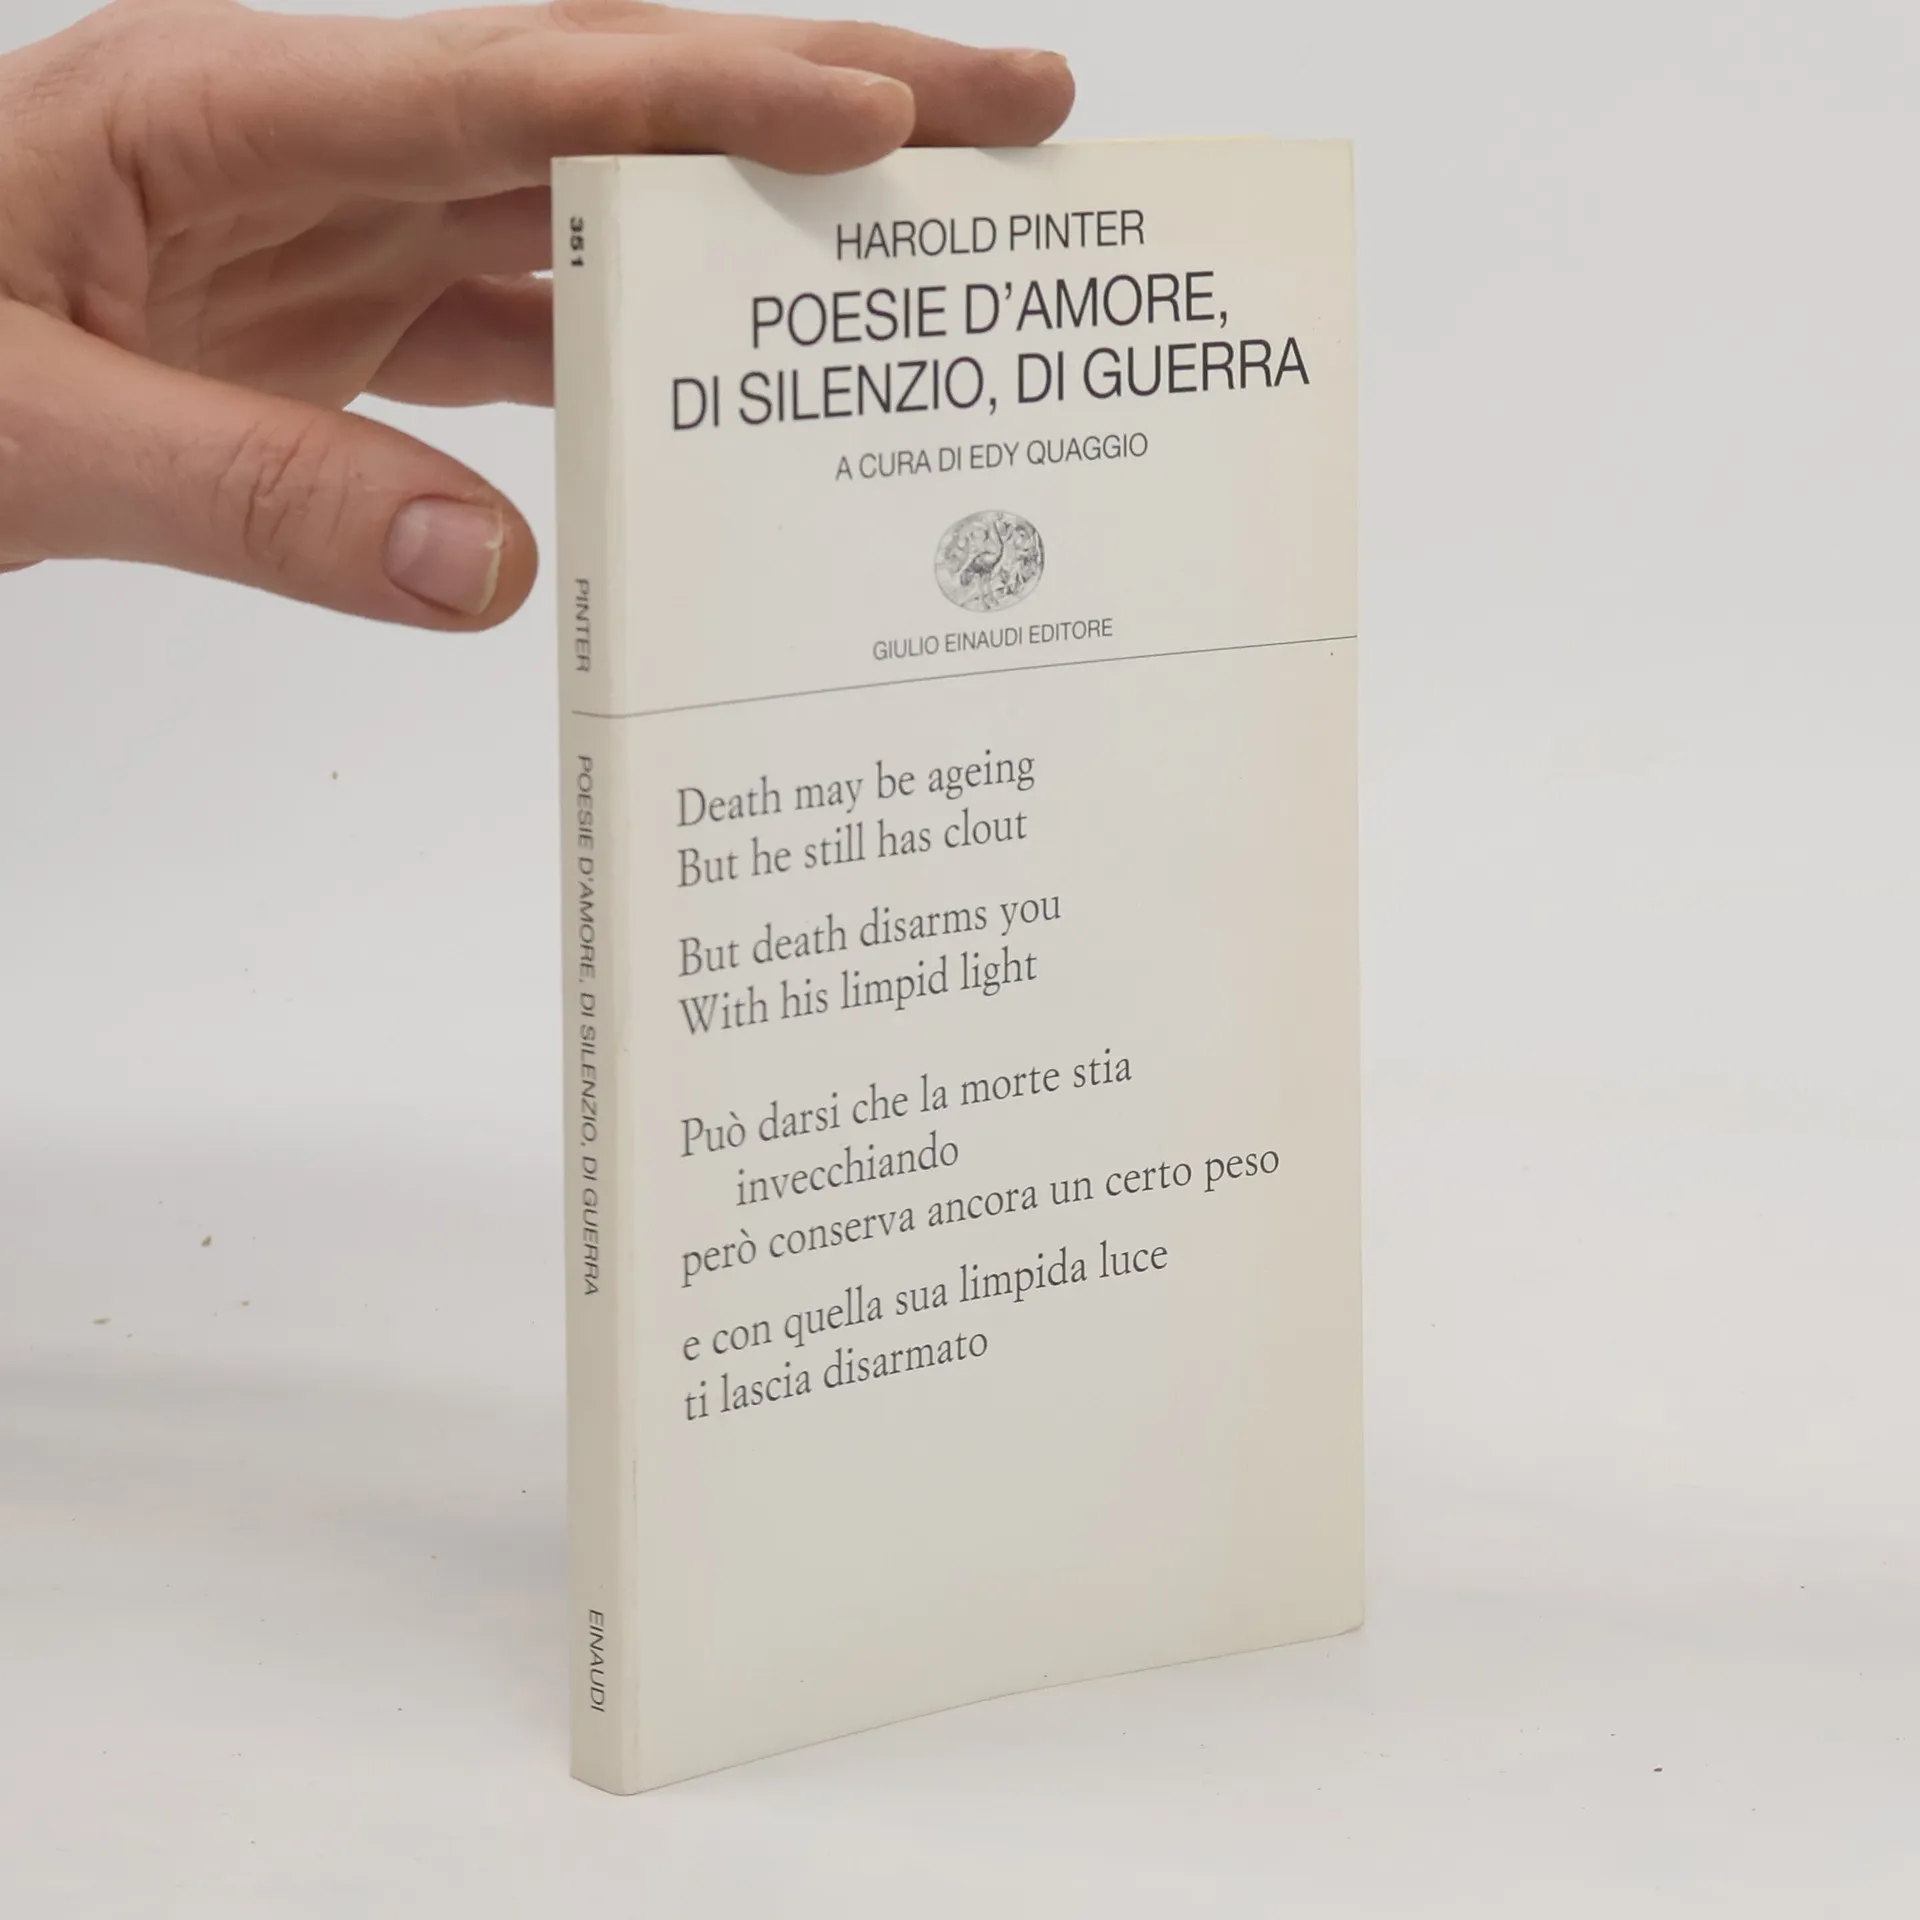 351
PINTER
POESIE D'AMORE, DI SILENZIO, DI GUERRA
EINAUDI
HAROLD PINTER
POESIE D'AMORE,
DI SILENZIO, DI GUERRA
A CURA DI EDY QUAGGIO
GIULIO EINAUDI EDITORE
Death may be ageing
But he still has clout
But death disarms you
With his limpid light
Può darsi che la morte stia
invecchiando
però conserva ancora un certo peso
e con quella sua limpida luce
ti lascia disarmato